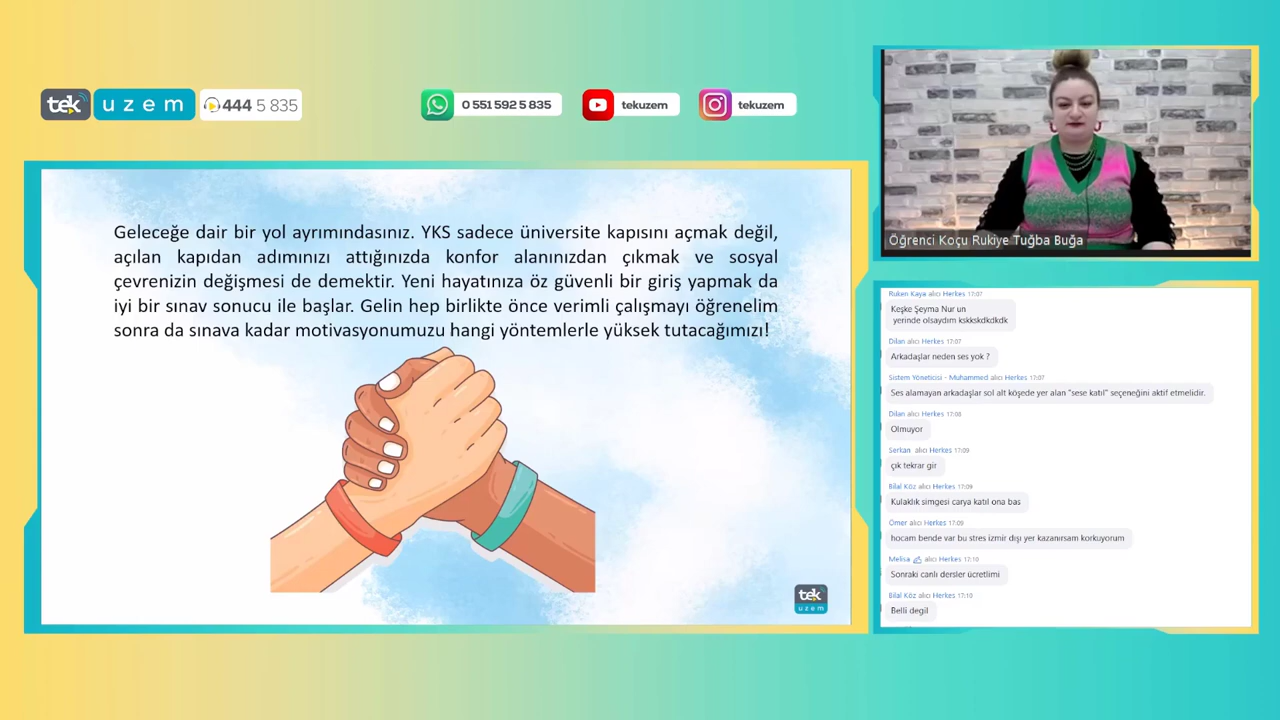 tek uzem 444 5 835
0 551 592 5 835
tekuzem
tekuzem
Geleceğe dair bir yol ayrımındasınız. YKS sadece üniversite kapısını açmak değil,
açılan kapıdan adımınızı attığınızda konfor alanınızdan çıkmak ve sosyal
çevrenizin değişmesi de demektir. Yeni hayatınıza öz güvenli bir giriş yapmak da
iyi bir sınav sonucu ile başlar. Gelin hep birlikte önce verimli çalışmayı öğrenelim
sonra da sınava kadar motivasyonumuzu hangi yöntemlerle yüksek tutacağımızı!
tek
uzem
Öğrenci Koçu Rukiye Tuğba Buğa
Ruken Kaya alıcı Herkes 17:07
Keşke Şeyma Nur un
yerinde olsaydım kskkskdkdkdk
Dilan alıcı Herkes 17:07
Arkadaşlar neden ses yok ?
Sistem Yöneticisi - Muhammed alıcı Herkes 17:07
Ses alamayan arkadaşlar sol alt köşede yer alan "sese katıl" seçeneğini aktif etmelidir.
Dilan alıcı Herkes 17:08
Olmuyor
Serkan alıcı Herkes 17:09
çık tekrar gir
Bilal Köz alıcı Herkes 17:09
Kulaklık simgesi carya katıl ona bas
Ömer alıcı Herkes 17:09
hocam bende var bu stres izmir dışı yer kazanırsam korkuyorum
Melisa alıcı Herkes 17:10
Sonraki canlı dersler ücretlimi
Bilal Köz alıcı Herkes 17:10
Belli degil